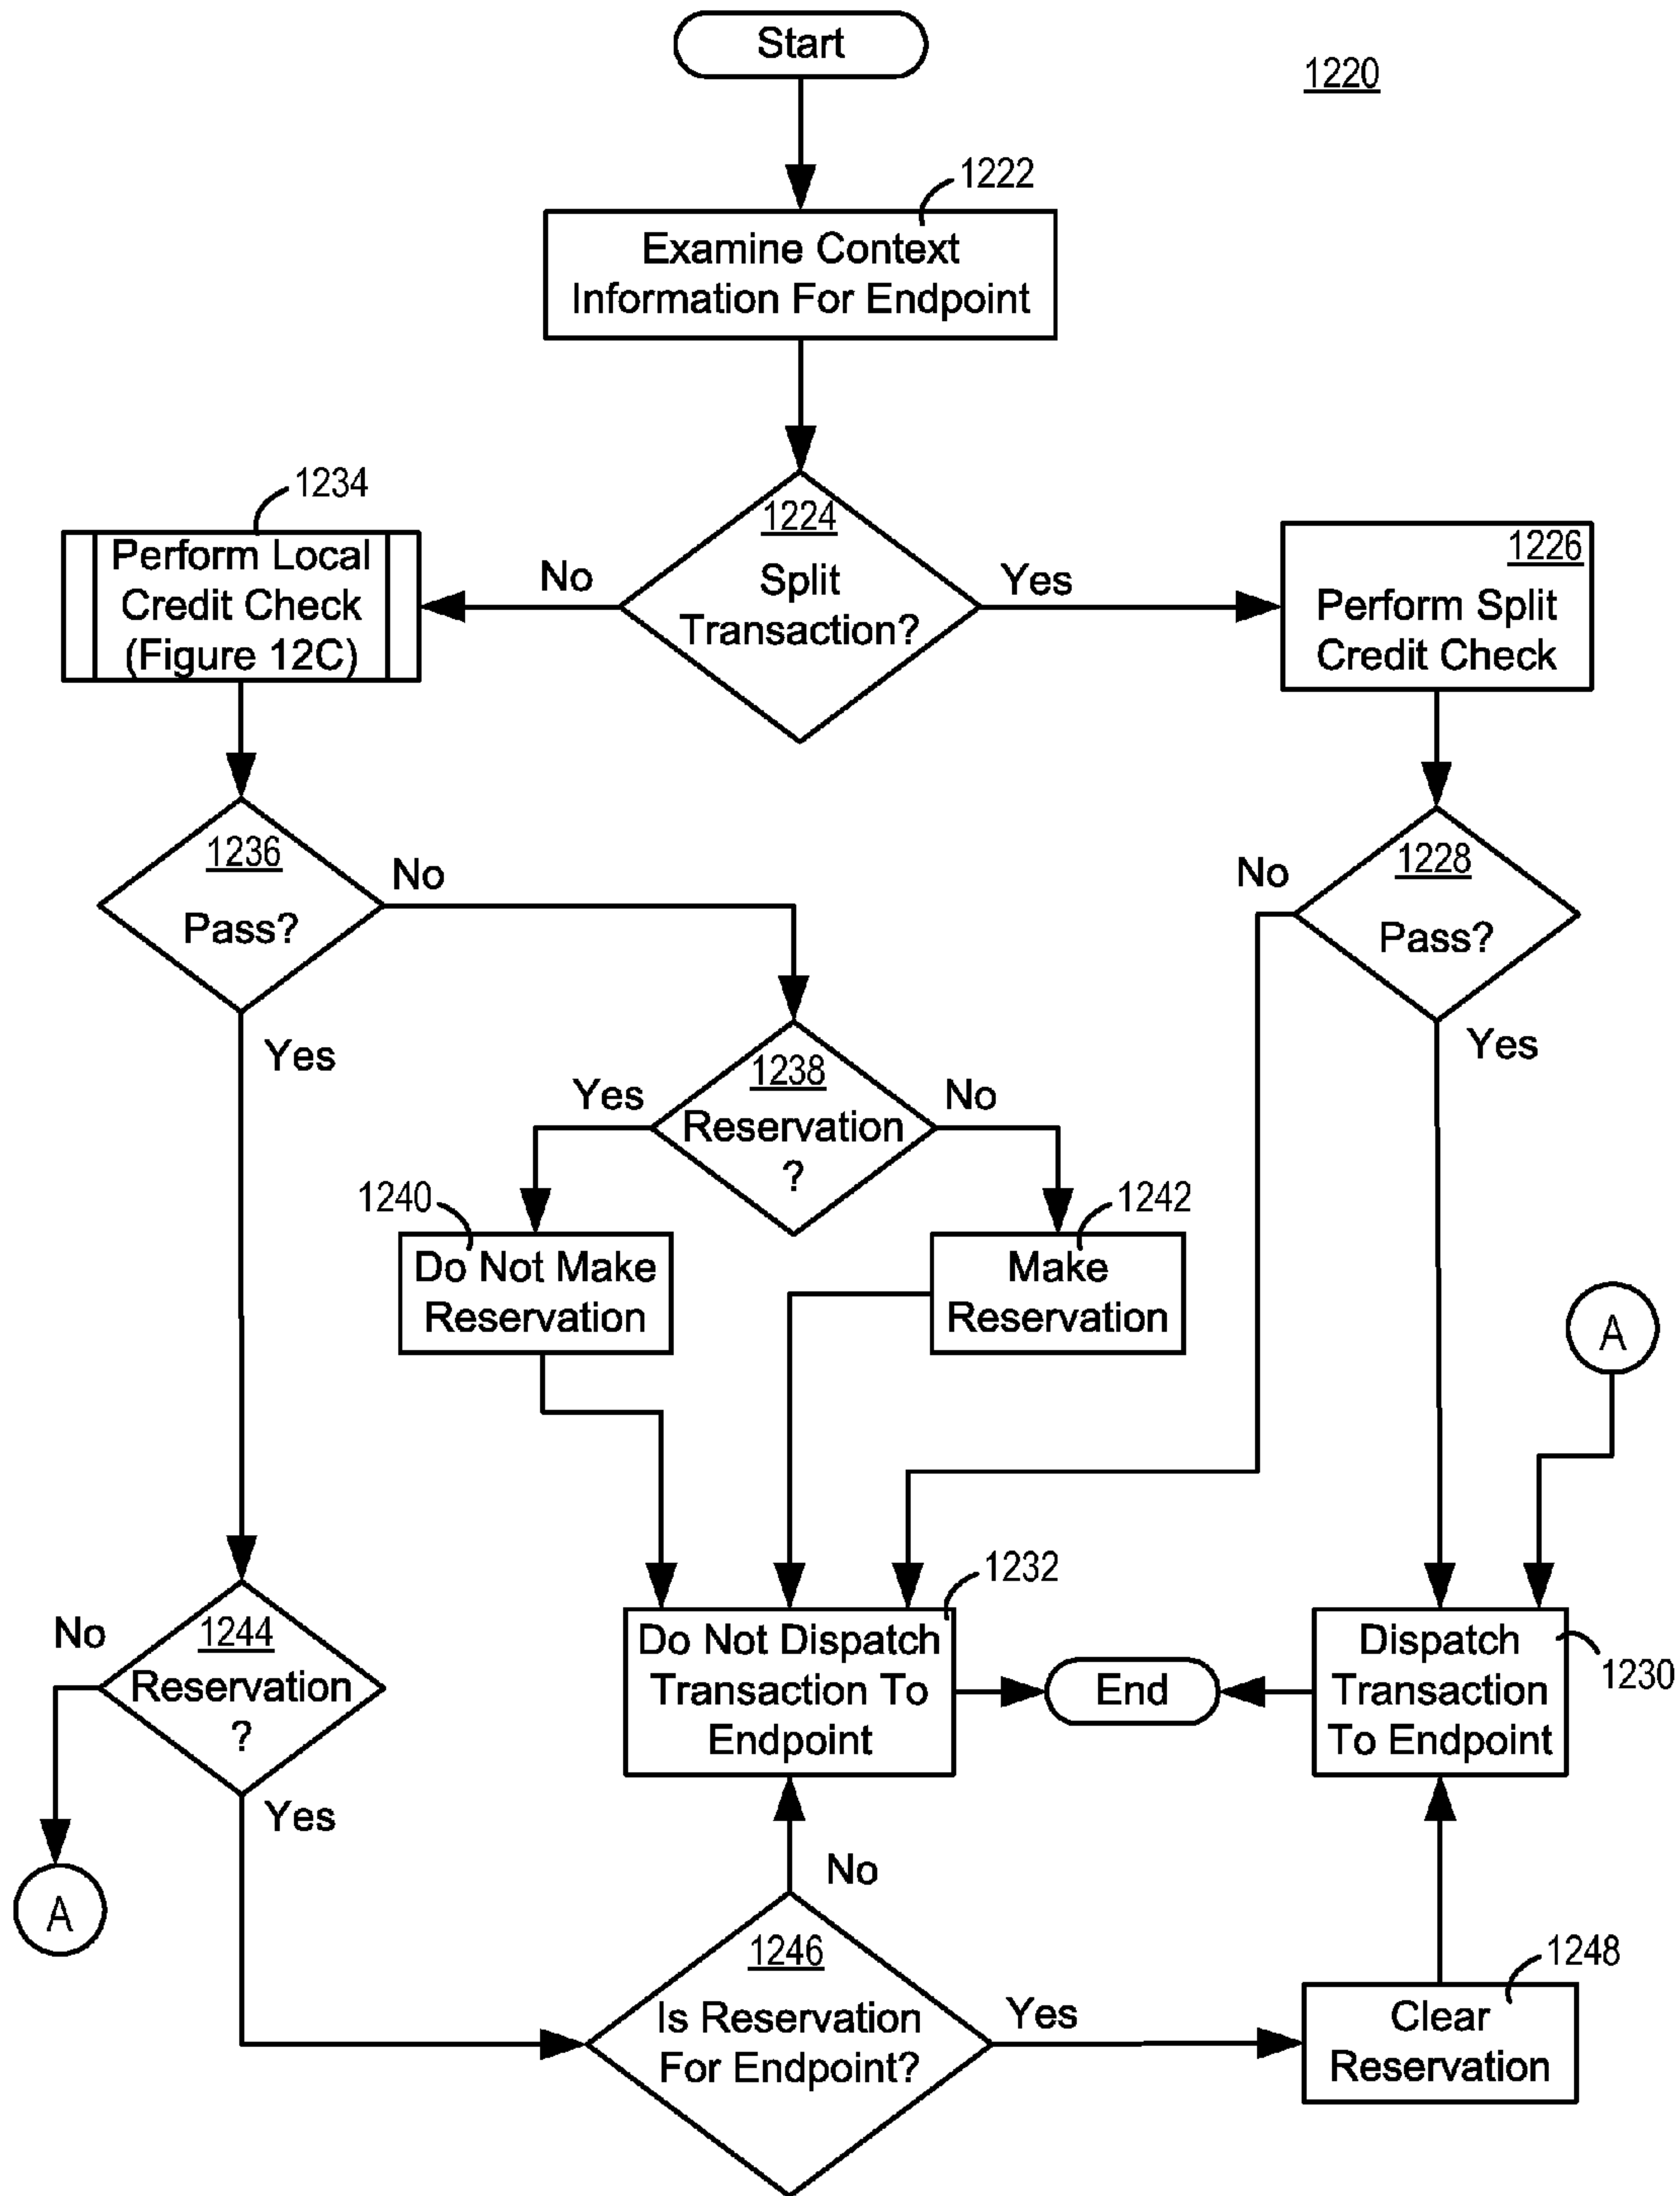 Start
1220
1222
Examine Context
Information For Endpoint
1234
Perform Local
Credit Check
(Figure 12C)
No
1224
Split
Transaction?
Yes
1226
Perform Split
Credit Check
1236
Pass?
No
Yes
1228
Pass?
No
Yes
1238
Reservation
?
Yes
No
1240
Do Not Make
Reservation
1242
Make
Reservation
A
1232
Do Not Dispatch
Transaction To
Endpoint
End
Dispatch
Transaction
To Endpoint
1230
No
1244
Reservation
?
Yes
A
No
1246
Is Reservation
For Endpoint?
Yes
1248
Clear
Reservation